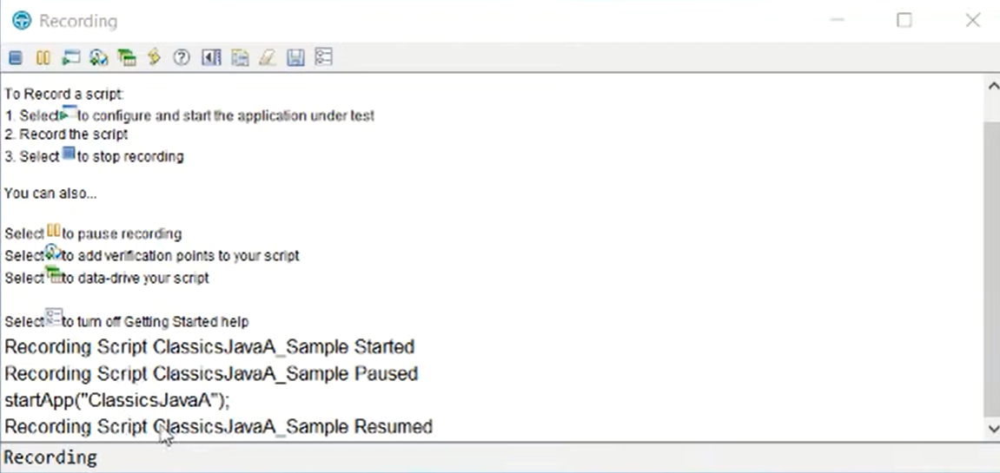 Recording
To Record a script:
1. Select to configure and start the application under test
2. Record the script
3. Select to stop recording
You can also...
Select to pause recording
Select to add verification points to your script
Select to data-drive your script
Select to turn off Getting Started help
Recording Script ClassicsJavaA_Sample Started
Recording Script ClassicsJavaA_Sample Paused
startApp("ClassicsJavaA");
Recording Script ClassicsJavaA_Sample Resumed
Recording